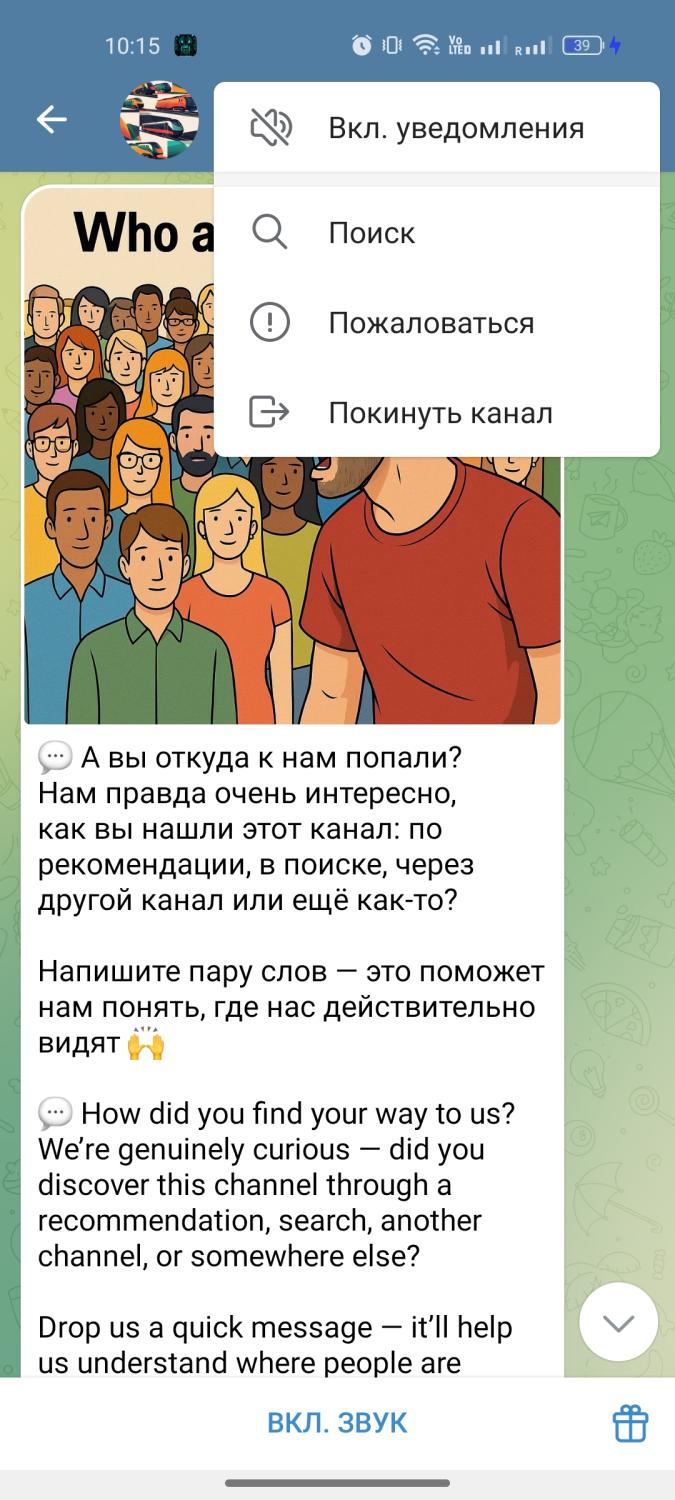 10:15
Vo
LTED
R
39
Вкл. уведомления
Who a
Поиск
Пожаловаться
Покинуть канал
А вы откуда к нам попали?
Нам правда очень интересно,
как вы нашли этот канал: по
рекомендации, в поиске, через
другой канал или ещё как-то?
Напишите пару слов — это поможет
нам понять, где нас действительно
видят 🙌
💬 How did you find your way to us?
We’re genuinely curious — did you
discover this channel through a
recommendation, search, another
channel, or somewhere else?
Drop us a quick message — it’ll help
us understand where people are
ВКЛ. ЗВУК